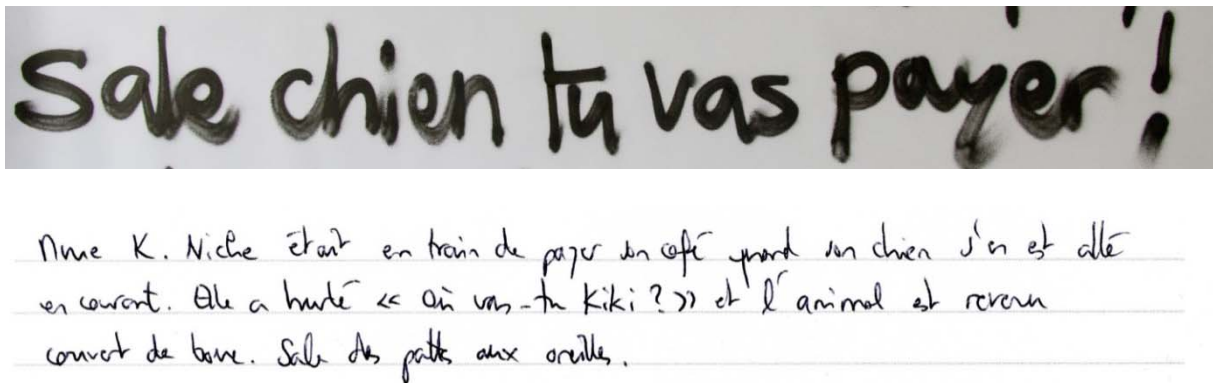 Sale chien tu vas payer !
Mme K. Niche était en train de payer son café quand son chien s'en est allé
en courant. Elle a hurlé « Où vas-tu Kiki ? » et l'animal est revenu
couvert de boue. Sale des pattes aux oreilles.